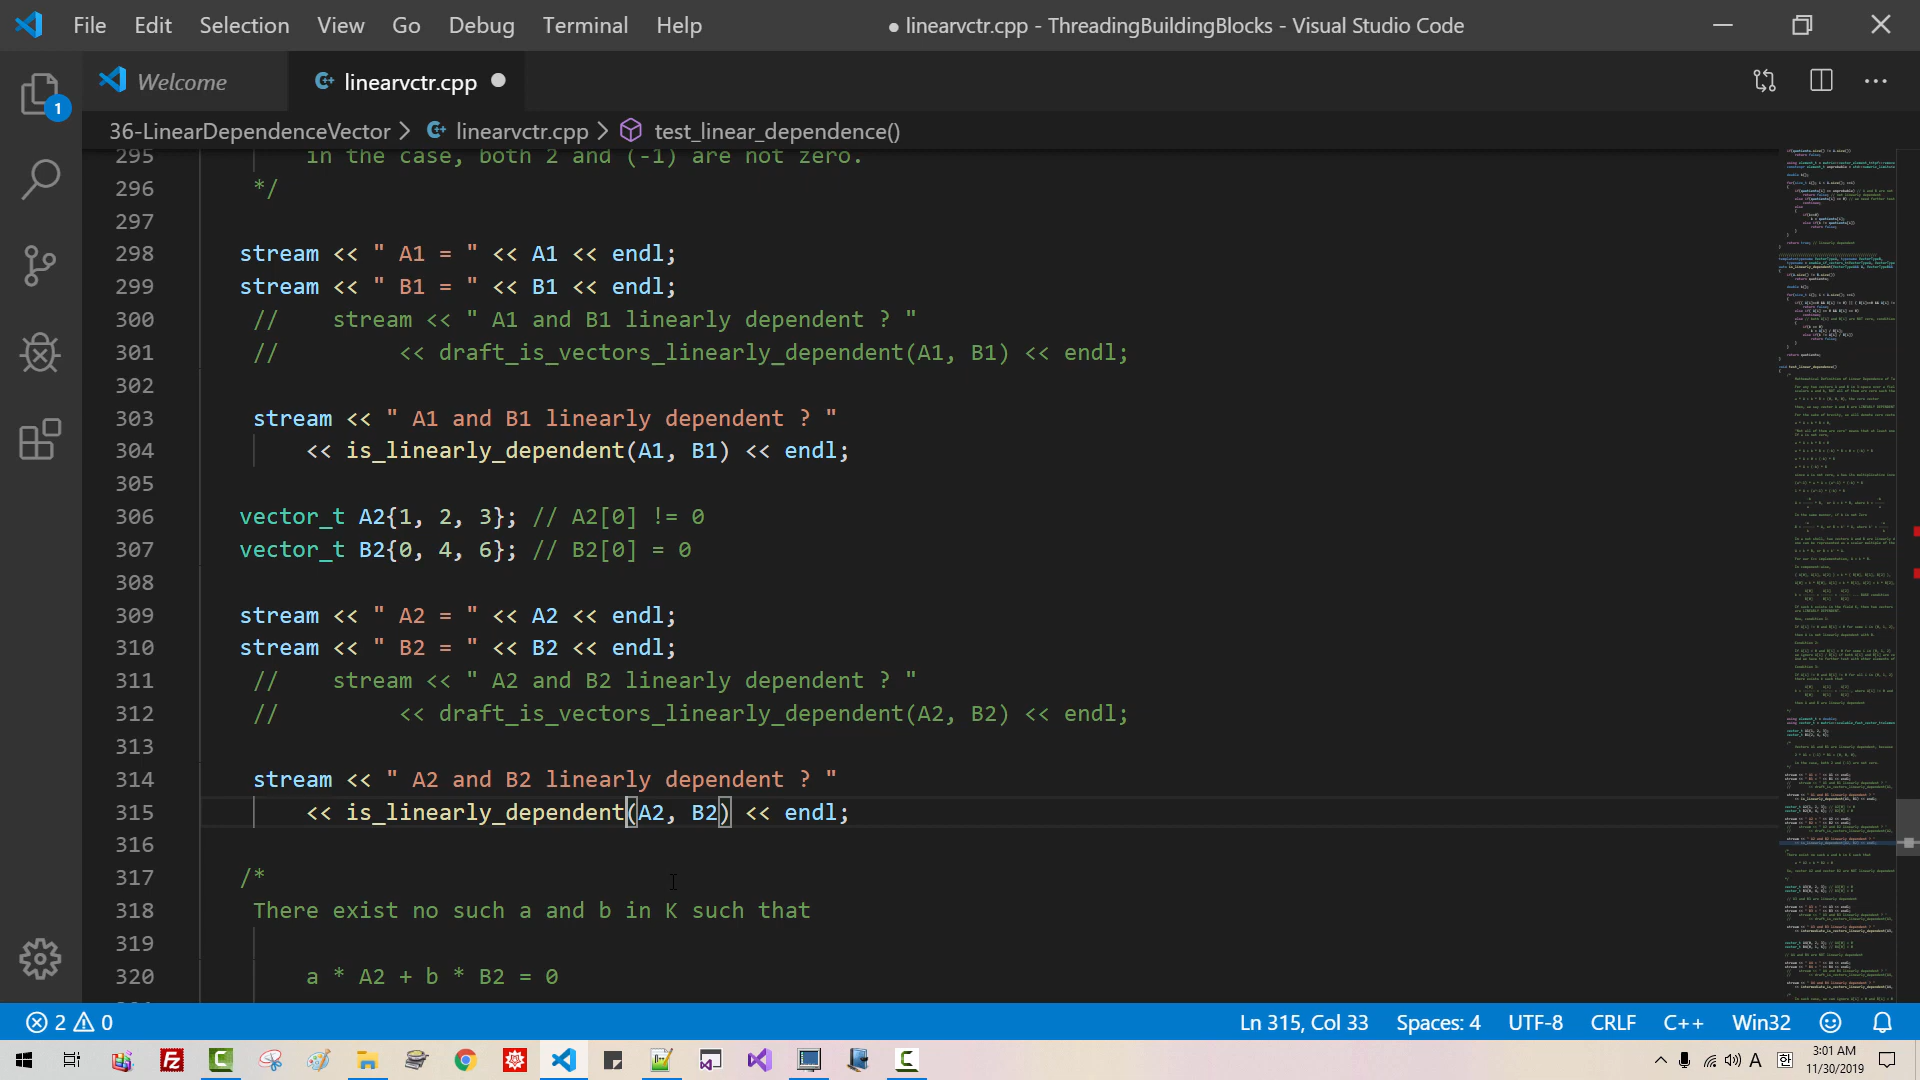 File Edit Selection View Go Debug Terminal Help
● linearvctr.cpp - ThreadingBuildingBlocks - Visual Studio Code
Welcome
linearvctr.cpp
36-LinearDependenceVector > linearvctr.cpp > test_linear_dependence()
1
295 in the case, both 2 and (-1) are not zero.
296 */
297
298 stream << " A1 = " << A1 << endl;
299 stream << " B1 = " << B1 << endl;
300 // stream << " A1 and B1 linearly dependent ? "
301 // << draft_is_vectors_linearly_dependent(A1, B1) << endl;
302
303 stream << " A1 and B1 linearly dependent ? "
304 << is_linearly_dependent(A1, B1) << endl;
305
306 vector_t A2{1, 2, 3}; // A2[0] != 0
307 vector_t B2{0, 4, 6}; // B2[0] = 0
308
309 stream << " A2 = " << A2 << endl;
310 stream << " B2 = " << B2 << endl;
311 // stream << " A2 and B2 linearly dependent ? "
312 // << draft_is_vectors_linearly_dependent(A2, B2) << endl;
313
314 stream << " A2 and B2 linearly dependent ? "
315 << is_linearly_dependent(A2, B2) << endl;
316
317 /*
318 There exist no such a and b in K such that
319
320 a * A2 + b * B2 = 0
2 0
Ln 315, Col 33 Spaces: 4 UTF-8 CRLF C++ Win32
A 한 3:01 AM
11/30/2019